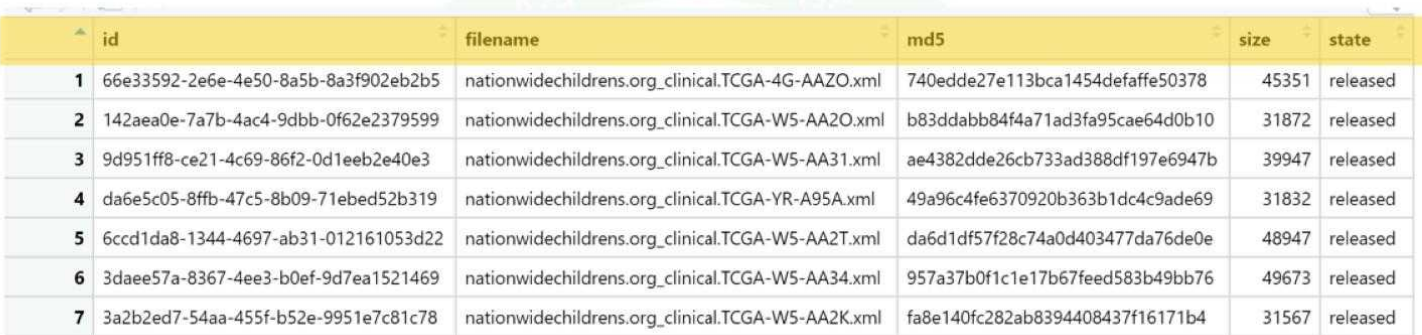 id filename md5 size state
1 66e33592-2e6e-4e50-8a5b-8a3f902eb2b5 nationwidechildrens.org_clinical.TCGA-4G-AAZO.xml 740edde27e113bca1454defaffe50378 45351 released
2 142aea0e-7a7b-4ac4-9dbb-0f62e2379599 nationwidechildrens.org_clinical.TCGA-W5-AA2O.xml b83ddabb84f4a71ad3fa95cae64d0b10 31872 released
3 9d951ff8-ce21-4c69-86f2-0d1eeb2e40e3 nationwidechildrens.org_clinical.TCGA-W5-AA31.xml ae4382dde26cb733ad388df197e6947b 39947 released
4 da6e5c05-8ffb-47c5-8b09-71ebed52b319 nationwidechildrens.org_clinical.TCGA-YR-A95A.xml 49a96c4fe6370920b363b1dc4c9ade69 31832 released
5 6ccd1da8-1344-4697-ab31-012161053d22 nationwidechildrens.org_clinical.TCGA-W5-AA2T.xml da6d1df57f28c74a0d403477da76de0e 48947 released
6 3daee57a-8367-4ee3-b0ef-9d7ea1521469 nationwidechildrens.org_clinical.TCGA-W5-AA34.xml 957a37b0f1c1e17b67feed583b49bb76 49673 released
7 3a2b2ed7-54aa-455f-b52e-9951e7c81c78 nationwidechildrens.org_clinical.TCGA-W5-AA2K.xml fa8e140fc282ab8394408437f16171b4 31567 released